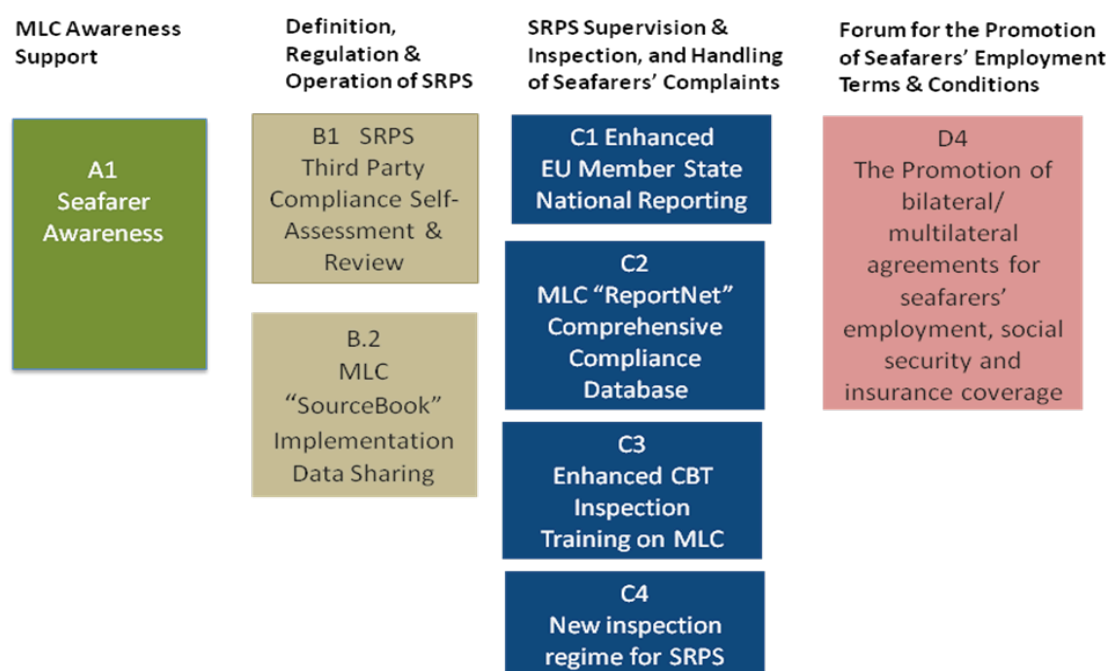 MLC Awareness
Support
Definition,
Regulation &
Operation of SRPS
SRPS Supervision &
Inspection, and Handling
of Seafarers’ Complaints
Forum for the Promotion
of Seafarers’ Employment
Terms & Conditions
A1
Seafarer
Awareness
B1 SRPS
Third Party
Compliance Self-
Assessment &
Review
B.2
MLC
“SourceBook”
Implementation
Data Sharing
C1 Enhanced
EU Member State
National Reporting
C2
MLC “ReportNet”
Comprehensive
Compliance
Database
C3
Enhanced CBT
Inspection
Training on MLC
C4
New inspection
regime for SRPS
D4
The Promotion of
bilateral/
multilateral
agreements for
seafarers’
employment, social
security and
insurance coverage